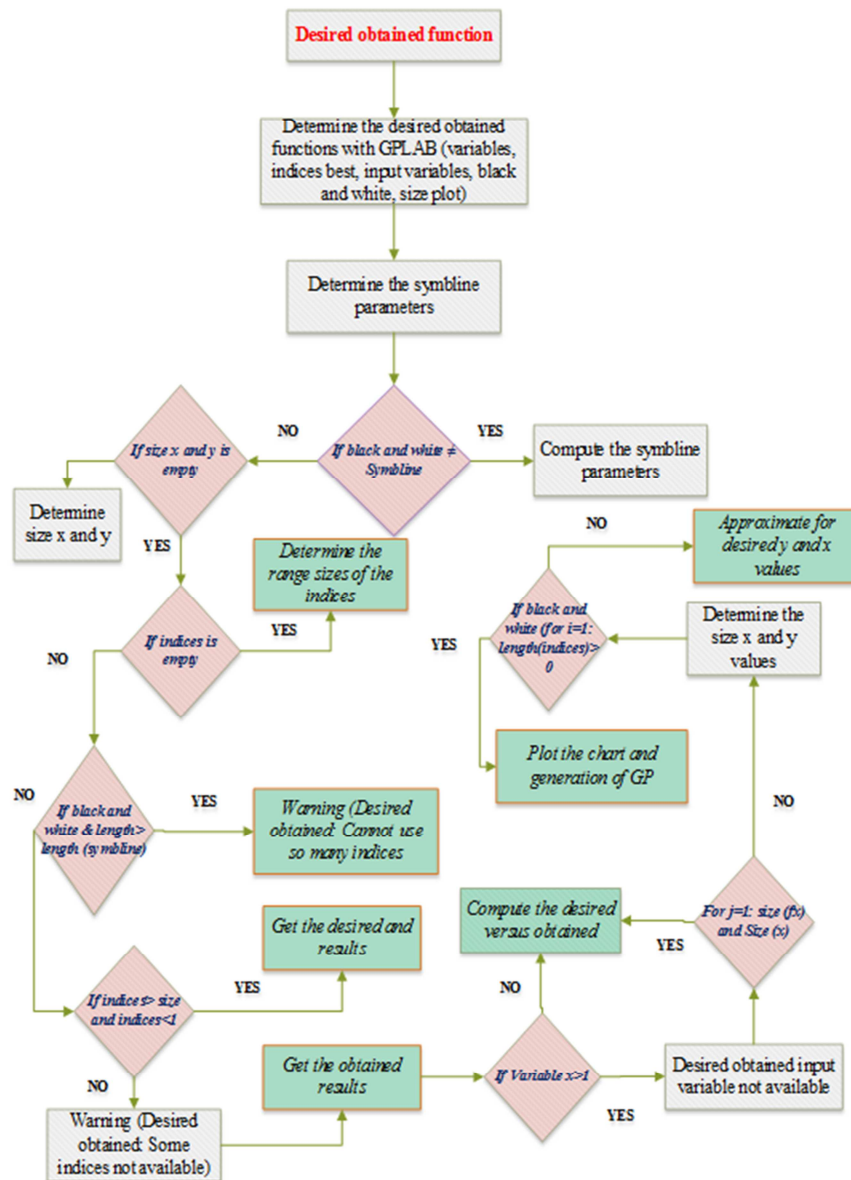 Desired obtained function
Determine the desired obtained
functions with GPLAB (variables,
indices best, input variables, black
and white, size plot)
Determine the symbline
parameters
If black and white ≠
Symbline
NO
YES
If size x and y is
empty
Compute the symbline
parameters
Determine
size x and y
YES
Determine the
range sizes of the
indices
NO
Approximate for
desired y and x
values
If indices is
empty
YES
NO
If black and
white (for i=1:
length(indices)>
0
YES
Determine the
size x and y
values
Plot the chart and
generation of GP
If black and
white & length>
length (symbline)
NO
YES
Warning (Desired
obtained: Cannot use
so many indices
NO
For j=1: size (fx)
and Size (x)
YES
Compute the desired
versus obtained
Get the desired and
results
If indices> size
and indices<1
YES
NO
NO
Get the obtained
results
If Variable x>1
YES
Desired obtained input
variable not available
Warning (Desired
obtained: Some
indices not available)